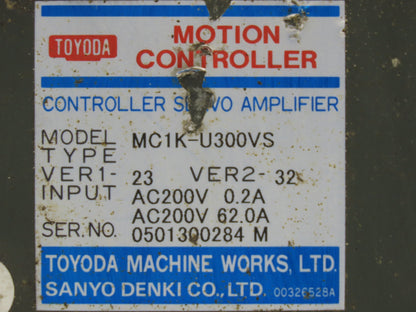 TOYODA
MOTION
CONTROLLER
CONTROLLER SERVO AMPLIFIER
MODEL MC1K-U300VS
TYPE
VER1- 23 VER2- 32
INPUT AC200V 0.2A
AC200V 62.0A
SER.NO. 0501300284 M
TOYODA MACHINE WORKS, LTD.
SANYO DENKI CO., LTD. 00326528A